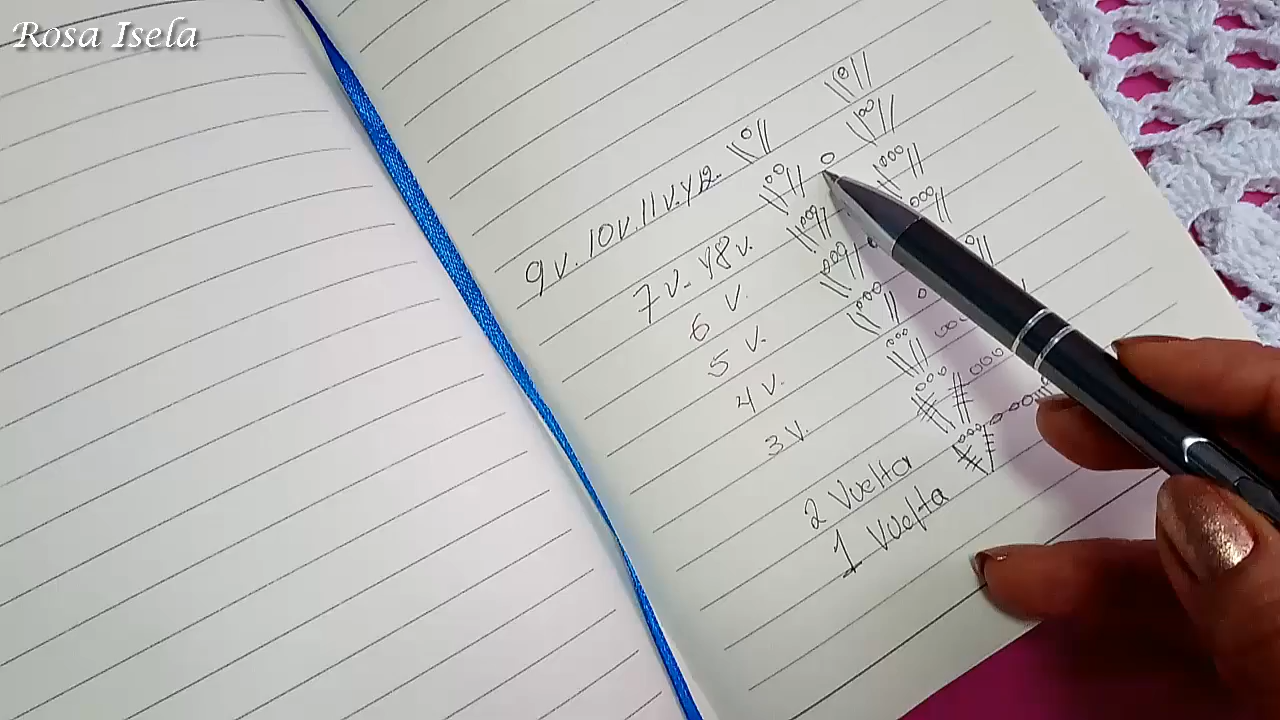 Rosa Isela
9v. 10v. 11v. y 12.
7v. y 8v.
6 v.
5 v.
4 v.
3 v.
2 Vuelta
1 Vuelta